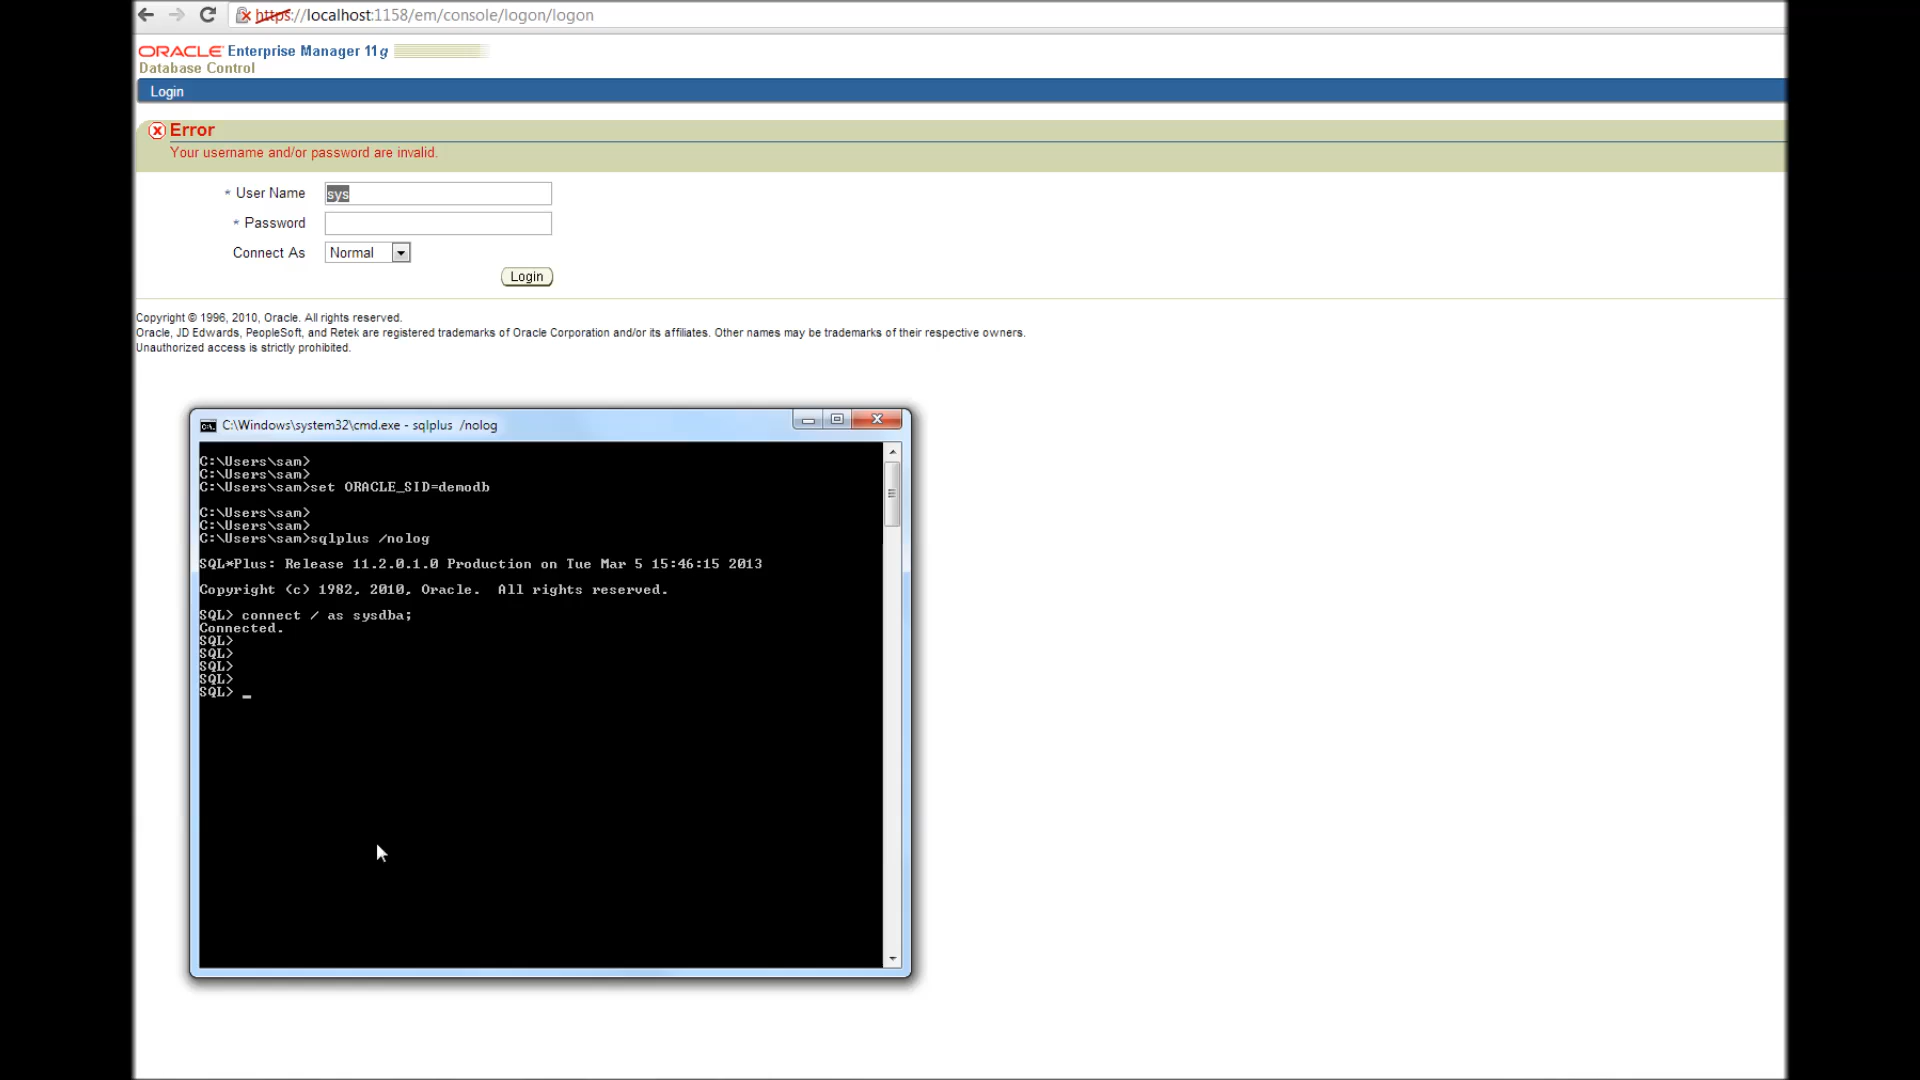 https://localhost:1158/em/console/logon/logon
ORACLE Enterprise Manager 11g
Database Control
Login
Error
Your username and/or password are invalid.
* User Name sys
* Password
Connect As Normal
Login
Copyright © 1996, 2010, Oracle. All rights reserved.
Oracle, JD Edwards, PeopleSoft, and Retek are registered trademarks of Oracle Corporation and/or its affiliates. Other names may be trademarks of their respective owners.
Unauthorized access is strictly prohibited.
C:\Windows\system32\cmd.exe - sqlplus /nolog
C:\Users\sam>
C:\Users\sam>
C:\Users\sam>set ORACLE_SID=demodb
C:\Users\sam>
C:\Users\sam>
C:\Users\sam>sqlplus /nolog
SQL*Plus: Release 11.2.0.1.0 Production on Tue Mar 5 15:46:15 2013
Copyright (c) 1982, 2010, Oracle. All rights reserved.
SQL> connect / as sysdba;
Connected.
SQL>
SQL>
SQL>
SQL>
SQL> _